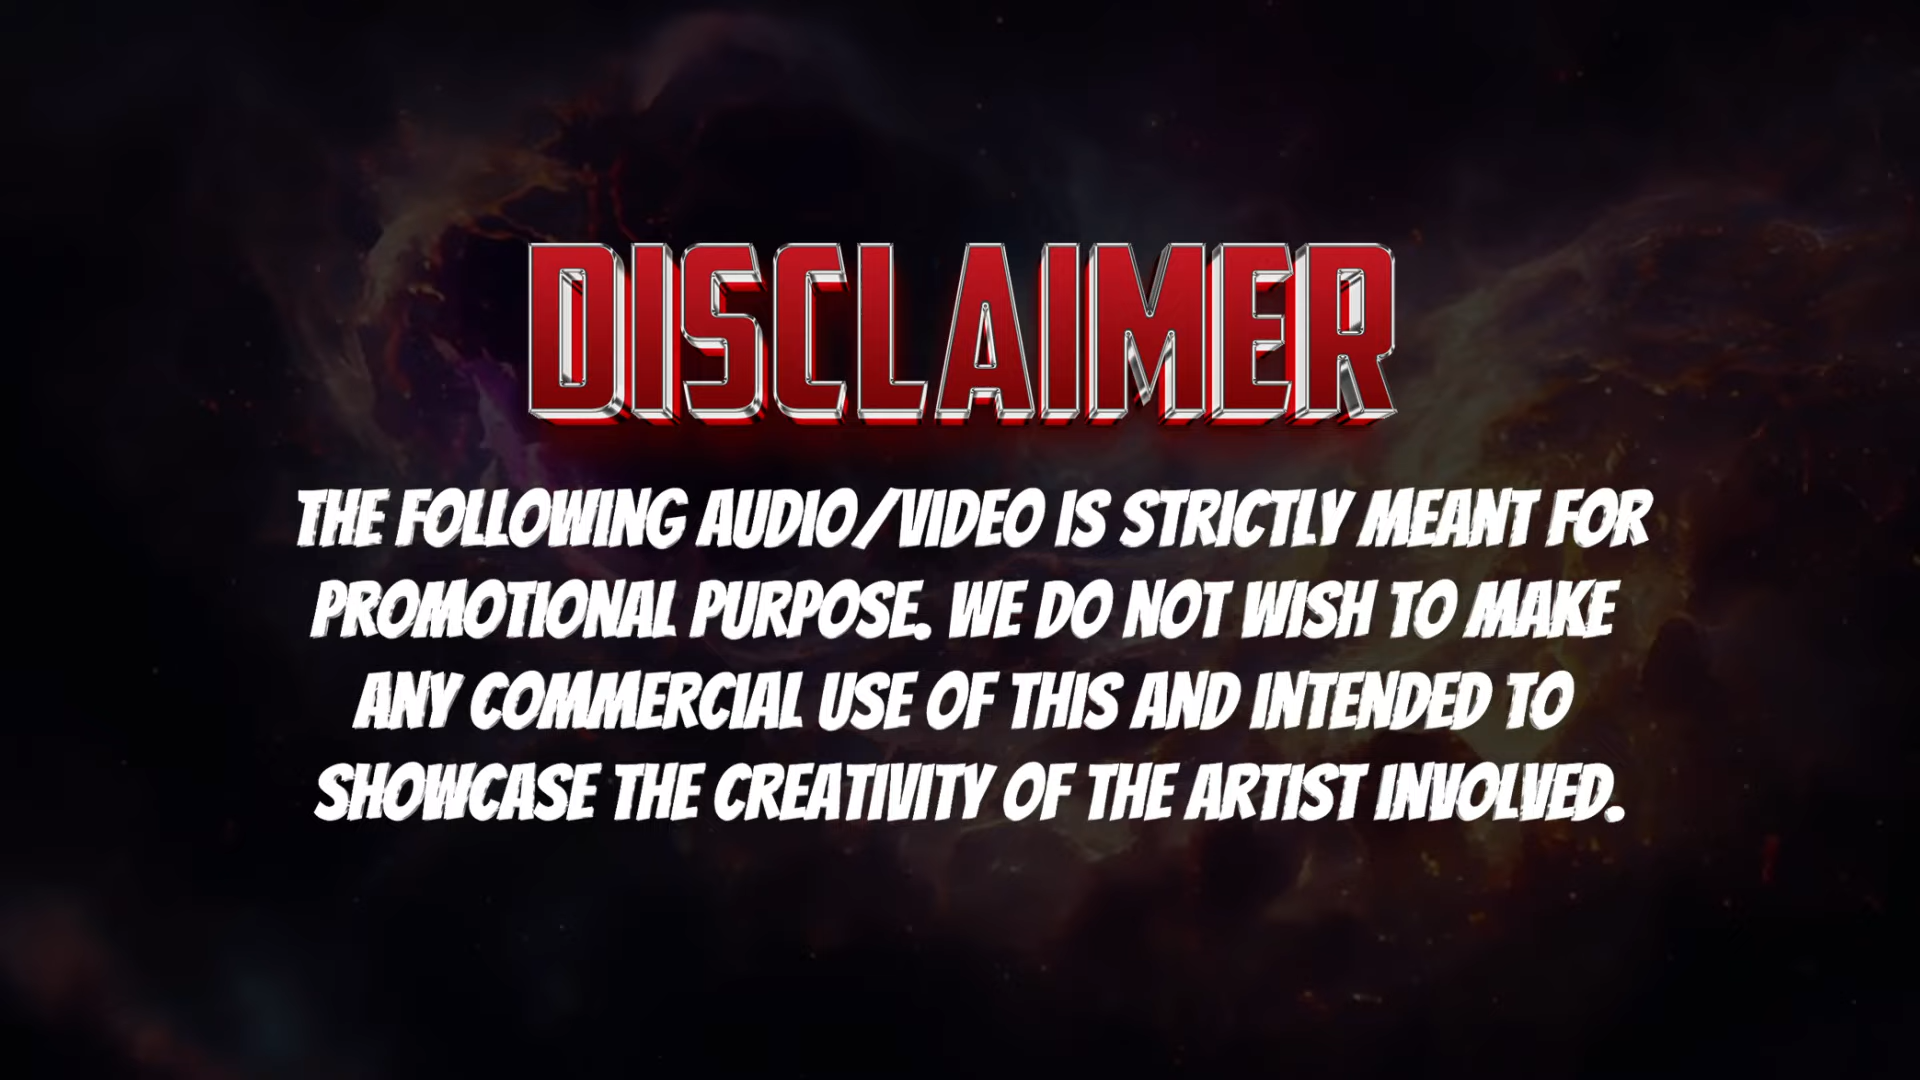 DISCLAIMER
THE FOLLOWING AUDIO/VIDEO IS STRICTLY MEANT FOR
PROMOTIONAL PURPOSE. WE DO NOT WISH TO MAKE
ANY COMMERCIAL USE OF THIS AND INTENDED TO
SHOWCASE THE CREATIVITY OF THE ARTIST INVOLVED.